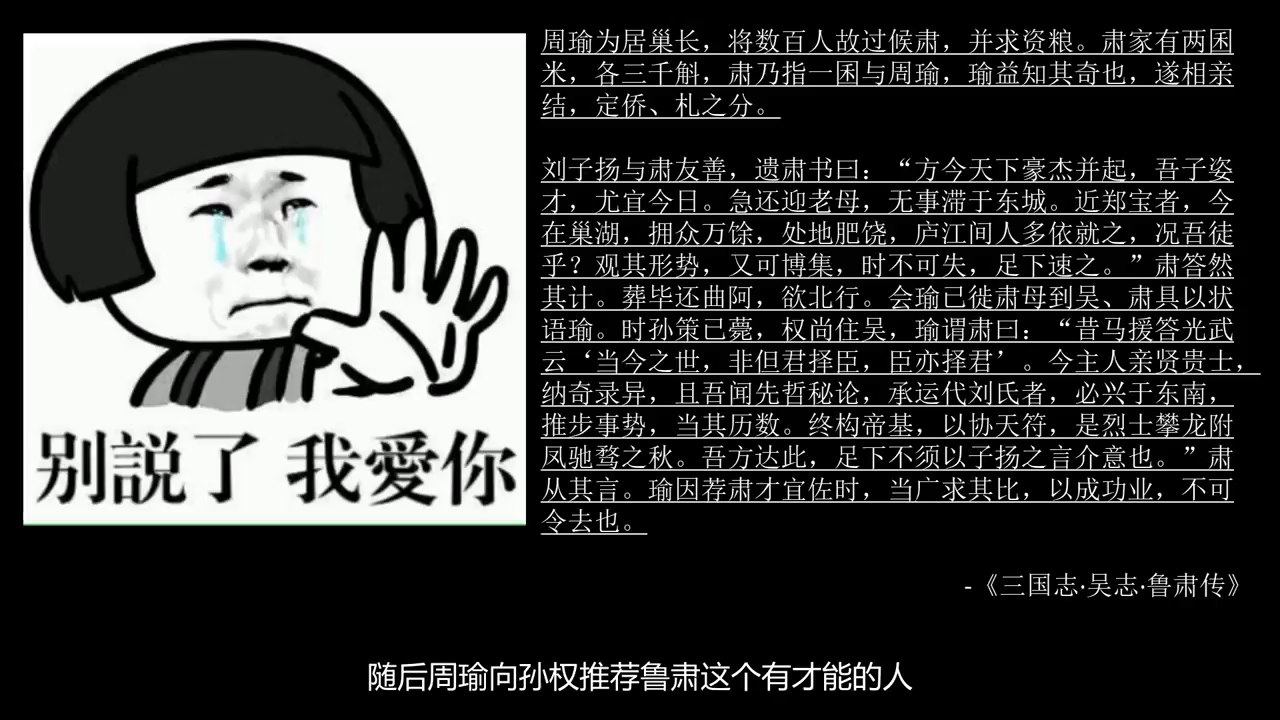 周瑜为居巢长，将数百人故过候肃，并求资粮。肃家有两囷
米，各三千斛，肃乃指一囷与周瑜，瑜益知其奇也，遂相亲
结，定侨、札之分。
刘子扬与肃友善，遗肃书曰：“方今天下豪杰并起，吾子姿
才，尤宜今日。急还迎老母，无事滞于东城。近郑宝者，今
在巢湖，拥众万馀，处地肥饶，庐江间人多依就之，况吾徒
乎？观其形势，又可博集，时不可失，足下速之。”肃答然
其计。葬毕还曲阿，欲北行。会瑜已徙肃母到吴、肃具以状
语瑜。时孙策已薨，权尚住吴，瑜谓肃曰：“昔马援答光武
云‘当今之世，非但君择臣，臣亦择君’。今主人亲贤贵士，
纳奇录异，且吾闻先哲秘论，承运代刘氏者，必兴于东南，
推步事势，当其历数。终构帝基，以协天符，是烈士攀龙附
凤驰骛之秋。吾方达此，足下不须以子扬之言介意也。”肃
从其言。瑜因荐肃才宜佐时，当广求其比，以成功业，不可
令去也。
-《三国志·吴志·鲁肃传》
别説了 我愛你
随后周瑜向孙权推荐鲁肃这个有才能的人